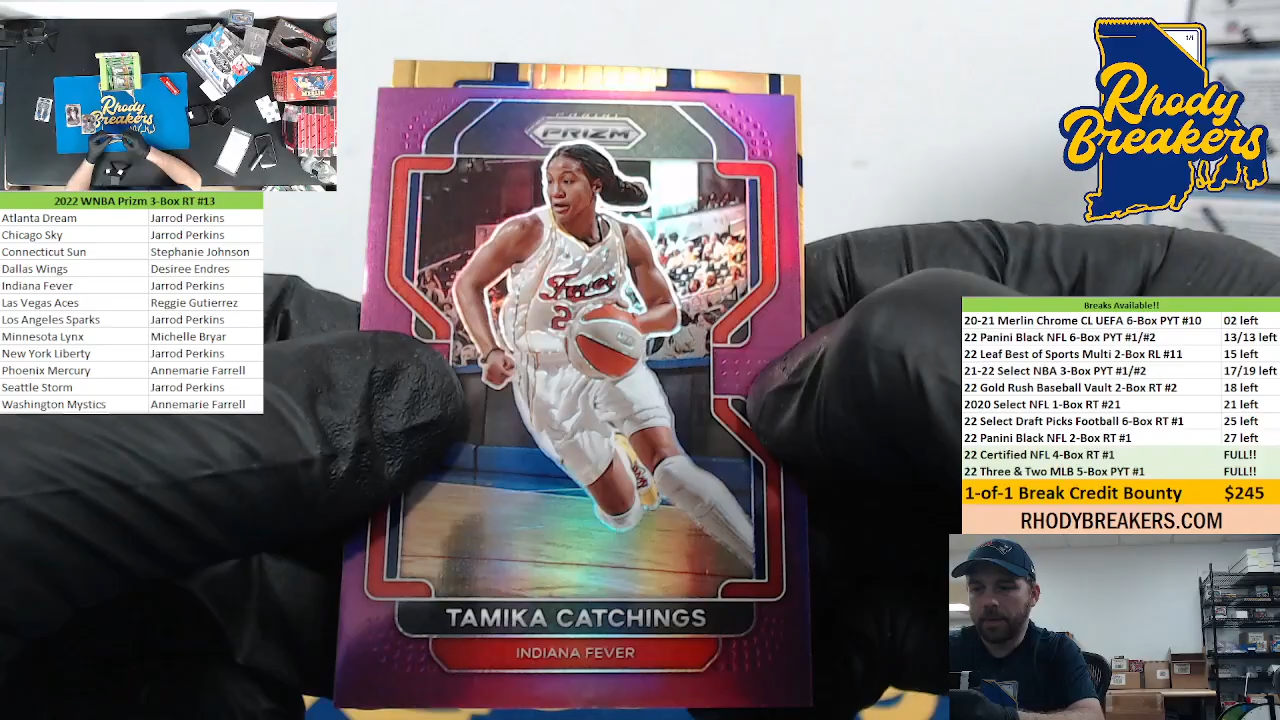 Rhody
Breakers
2022 WNBA Prizm 3-Box RT #13
Atlanta Dream Jarrod Perkins
Chicago Sky Jarrod Perkins
Connecticut Sun Stephanie Johnson
Dallas Wings Desiree Endres
Indiana Fever Jarrod Perkins
Las Vegas Aces Reggie Gutierrez
Los Angeles Sparks Jarrod Perkins
Minnesota Lynx Michelle Bryar
New York Liberty Jarrod Perkins
Phoenix Mercury Annemarie Farrell
Seattle Storm Jarrod Perkins
Washington Mystics Annemarie Farrell
PANINI
PRIZM
Fever
2
TAMIKA CATCHINGS
INDIANA FEVER
1/1
Rhody
Breakers
Breaks Available!!
20-21 Merlin Chrome CL UEFA 6-Box PYT #10 02 left
22 Panini Black NFL 6-Box PYT #1/#2 13/13 left
22 Leaf Best of Sports Multi 2-Box RL #11 15 left
21-22 Select NBA 3-Box PYT #1/#2 17/19 left
22 Gold Rush Baseball Vault 2-Box RT #2 18 left
2020 Select NFL 1-Box RT #21 21 left
22 Select Draft Picks Football 6-Box RT #1 25 left
22 Panini Black NFL 2-Box RT #1 27 left
22 Certified NFL 4-Box RT #1 FULL!!
22 Three & Two MLB 5-Box PYT #1 FULL!!
1-of-1 Break Credit Bounty $245
RHODYBREAKERS.COM